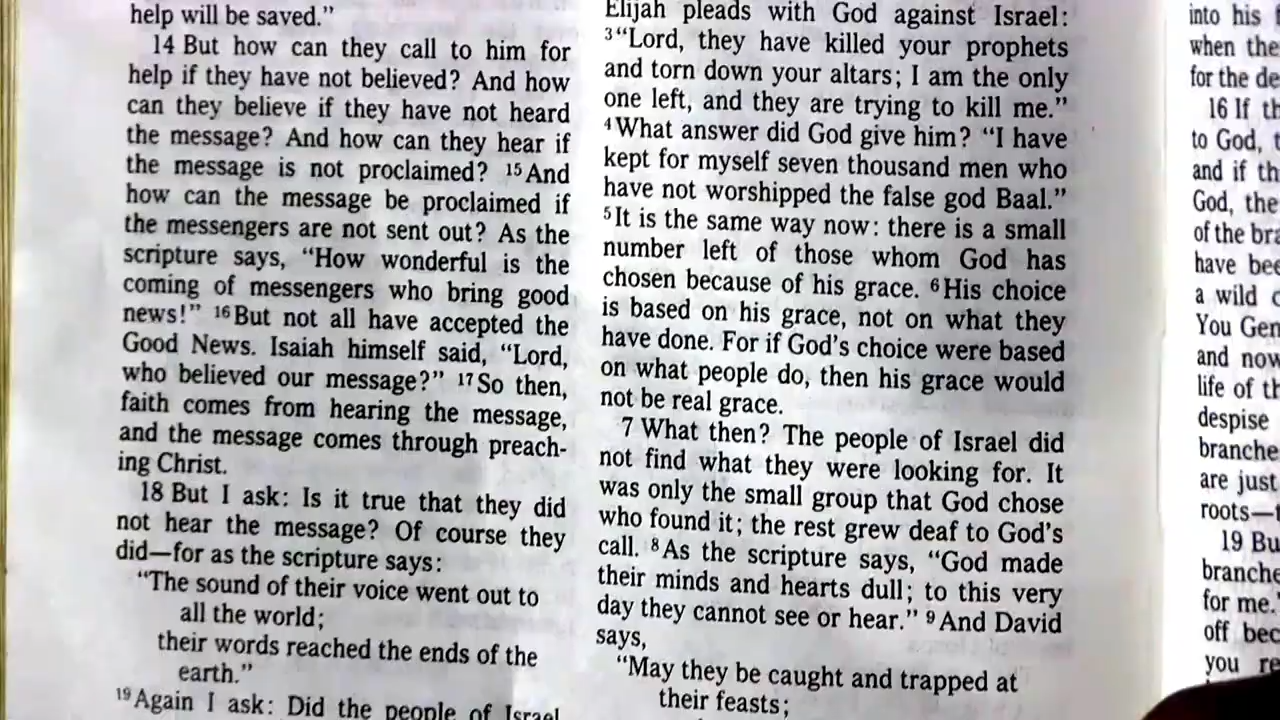 help will be saved.”
14 But how can they call to him for
help if they have not believed? And how
can they believe if they have not heard
the message? And how can they hear if
the message is not proclaimed? 15 And
how can the message be proclaimed if
the messengers are not sent out? As the
scripture says, “How wonderful is the
coming of messengers who bring good
news!” 16 But not all have accepted the
Good News. Isaiah himself said, “Lord,
who believed our message?” 17 So then,
faith comes from hearing the message,
and the message comes through preach-
ing Christ.
18 But I ask: Is it true that they did
not hear the message? Of course they
did—for as the scripture says:
“The sound of their voice went out to
all the world;
their words reached the ends of the
earth.”
19 Again I ask: Did the people of Israel
Elijah pleads with God against Israel:
3 “Lord, they have killed your prophets
and torn down your altars; I am the only
one left, and they are trying to kill me.”
4 What answer did God give him? “I have
kept for myself seven thousand men who
have not worshipped the false god Baal.”
5 It is the same way now: there is a small
number left of those whom God has
chosen because of his grace. 6 His choice
is based on his grace, not on what they
have done. For if God’s choice were based
on what people do, then his grace would
not be real grace.
7 What then? The people of Israel did
not find what they were looking for. It
was only the small group that God chose
who found it; the rest grew deaf to God’s
call. 8 As the scripture says, “God made
their minds and hearts dull; to this very
day they cannot see or hear.” 9 And David
says,
“May they be caught and trapped at
their feasts;
into his
when the
for the
16 If
to God,
and if
God, the
of the
have
a wild
You
and now
life of
despise
branche
are just
roots—
19
branche
for me.
off
you